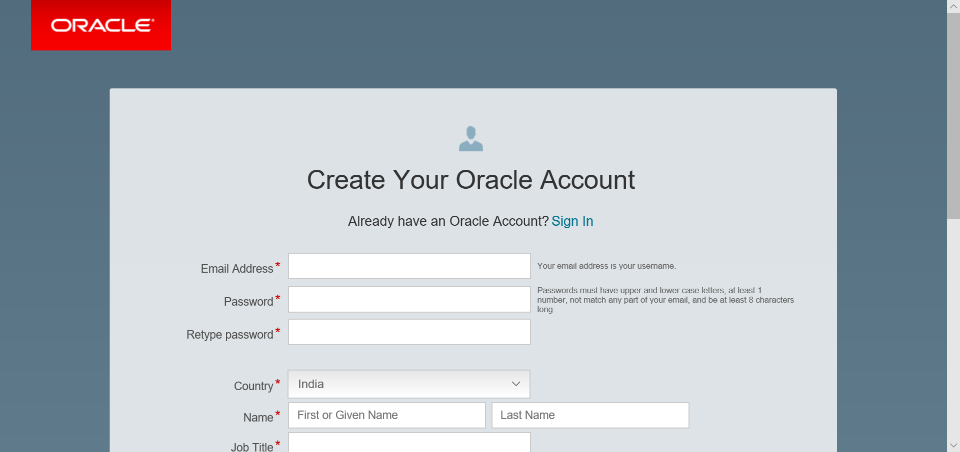 ORACLE
Create Your Oracle Account
Already have an Oracle Account? Sign In
Email Address*
Your email address is your username.
Password*
Passwords must have upper and lower case letters, at least 1
number, not match any part of your email, and be at least 8 characters
long
Retype password*
Country* India
Name* First or Given Name Last Name
Job Title*